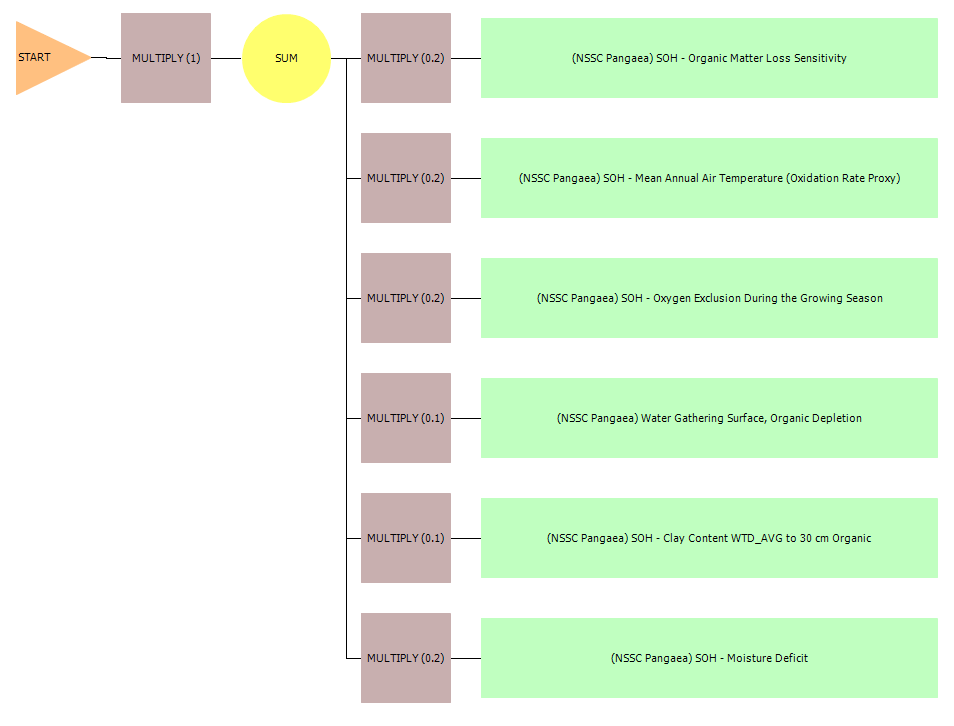 START
MULTIPLY (1)
SUM
MULTIPLY (0.2)
(NSSC Pangaea) SOH - Organic Matter Loss Sensitivity
MULTIPLY (0.2)
(NSSC Pangaea) SOH - Mean Annual Air Temperature (Oxidation Rate Proxy)
MULTIPLY (0.2)
(NSSC Pangaea) SOH - Oxygen Exclusion During the Growing Season
MULTIPLY (0.1)
(NSSC Pangaea) Water Gathering Surface, Organic Depletion
MULTIPLY (0.1)
(NSSC Pangaea) SOH - Clay Content WTD_AVG to 30 cm Organic
MULTIPLY (0.2)
(NSSC Pangaea) SOH - Moisture Deficit